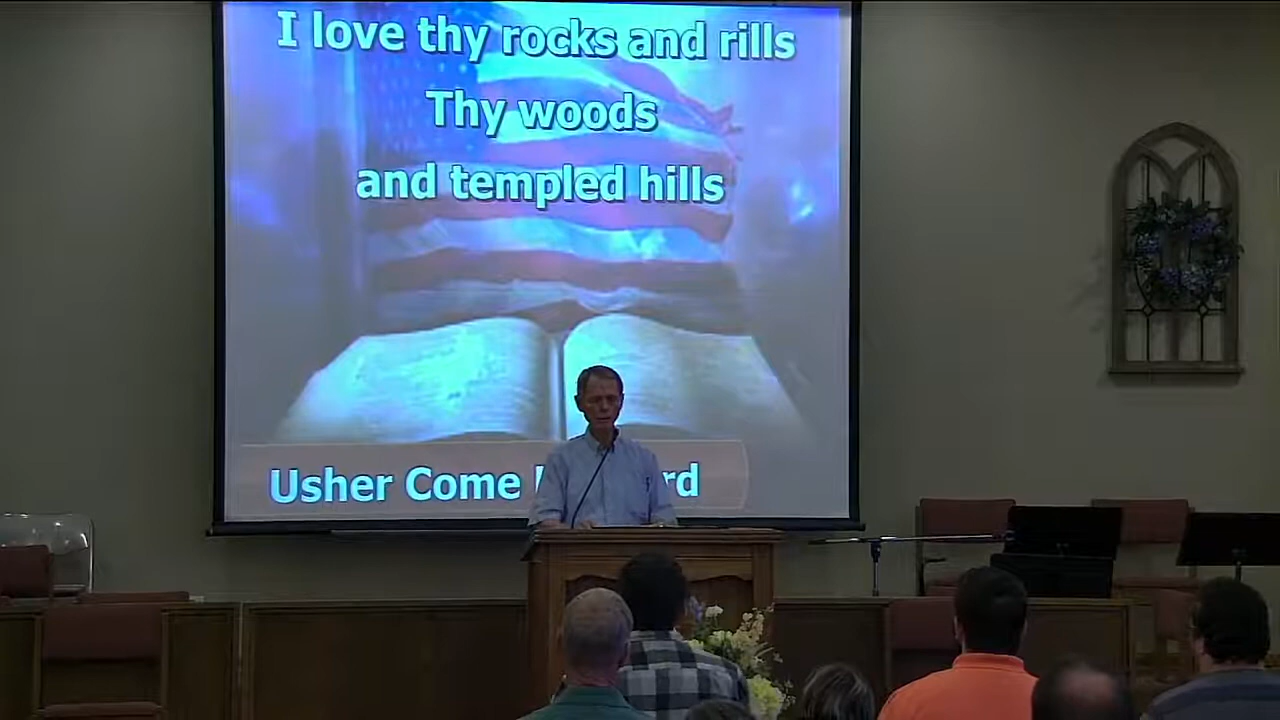 I love thy rocks and rills
Thy woods
and templed hills
Usher Come